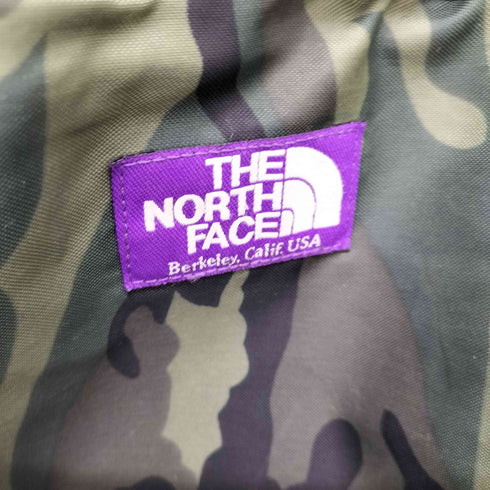 THE
NORTH
FACE
Berkeley, Calif. USA